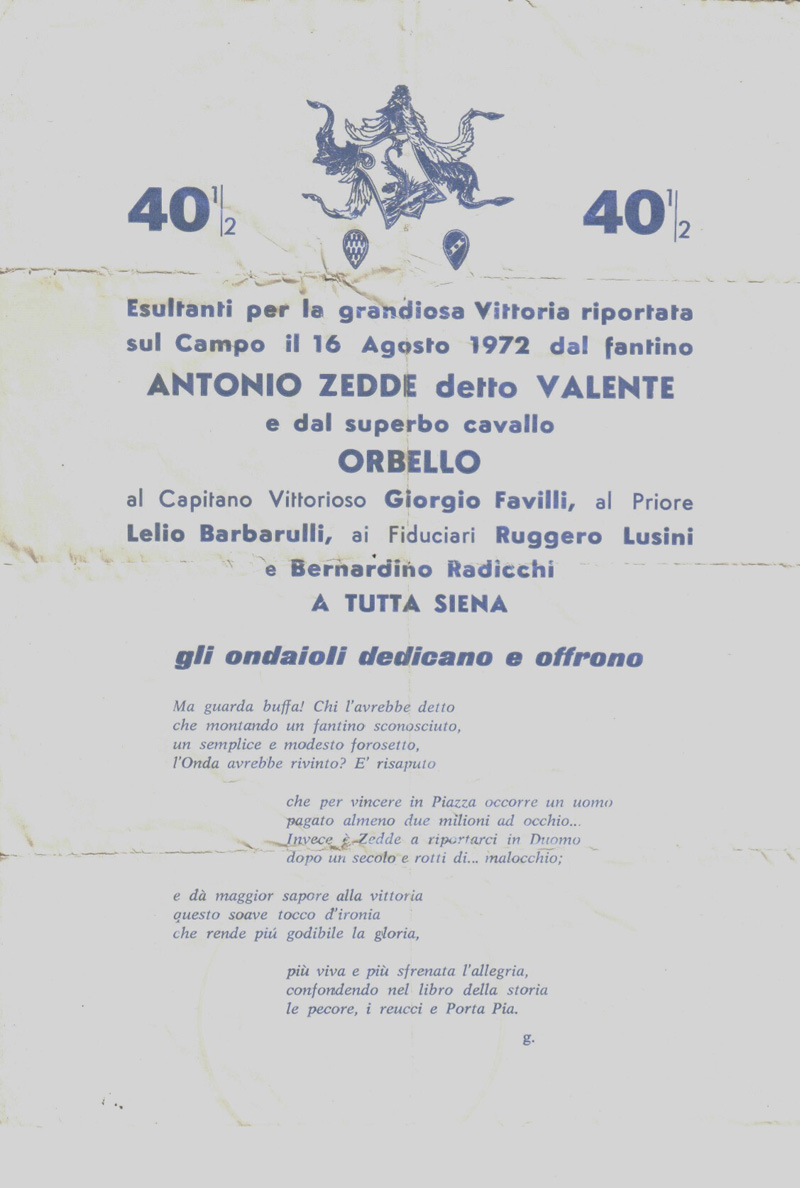 40 1/2 40 1/2
Esultanti per la grandiosa Vittoria riportata
sul Campo il 16 Agosto 1972 dal fantino
ANTONIO ZEDDE detto VALENTE
e dal superbo cavallo
ORBELLO
al Capitano Vittorioso Giorgio Favilli, al Priore
Lelio Barbarulli, ai Fiduciari Ruggero Lusini
e Bernardino Radicchi
A TUTTA SIENA
gli ondaioli dedicano e offrono
Ma guarda buffa! Chi l'avrebbe detto
che montando un fantino sconosciuto,
un semplice e modesto forosetto,
l'Onda avrebbe rivinto? E' risaputo
che per vincere in Piazza occorre un uomo
pagato almeno due milioni ad occhio...
Invece è Zedde a riportarci in Duomo
dopo un secolo e rotti di... malocchio;
e dà maggior sapore alla vittoria
questo soave tocco d'ironia
che rende piú godibile la gloria,
più viva e più sfrenata l'allegria,
confondendo nel libro della storia
le pecore, i reucci e Porta Pia.
g.